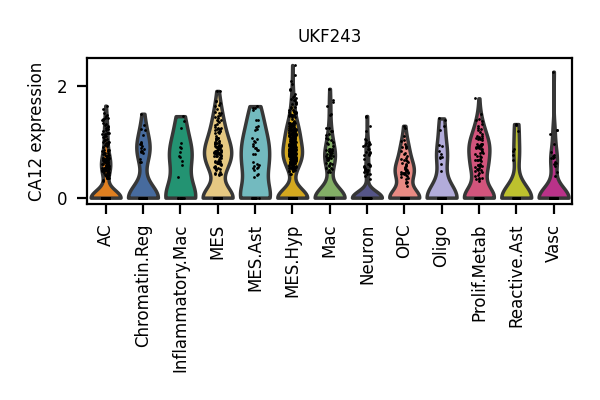 UKF243
CA12 expression
2
0
AC
Chromatin.Reg
Inflammatory.Mac
MES
MES.Ast
MES.Hyp
Mac
Neuron
OPC
Oligo
Prolif.Metab
Reactive.Ast
Vasc